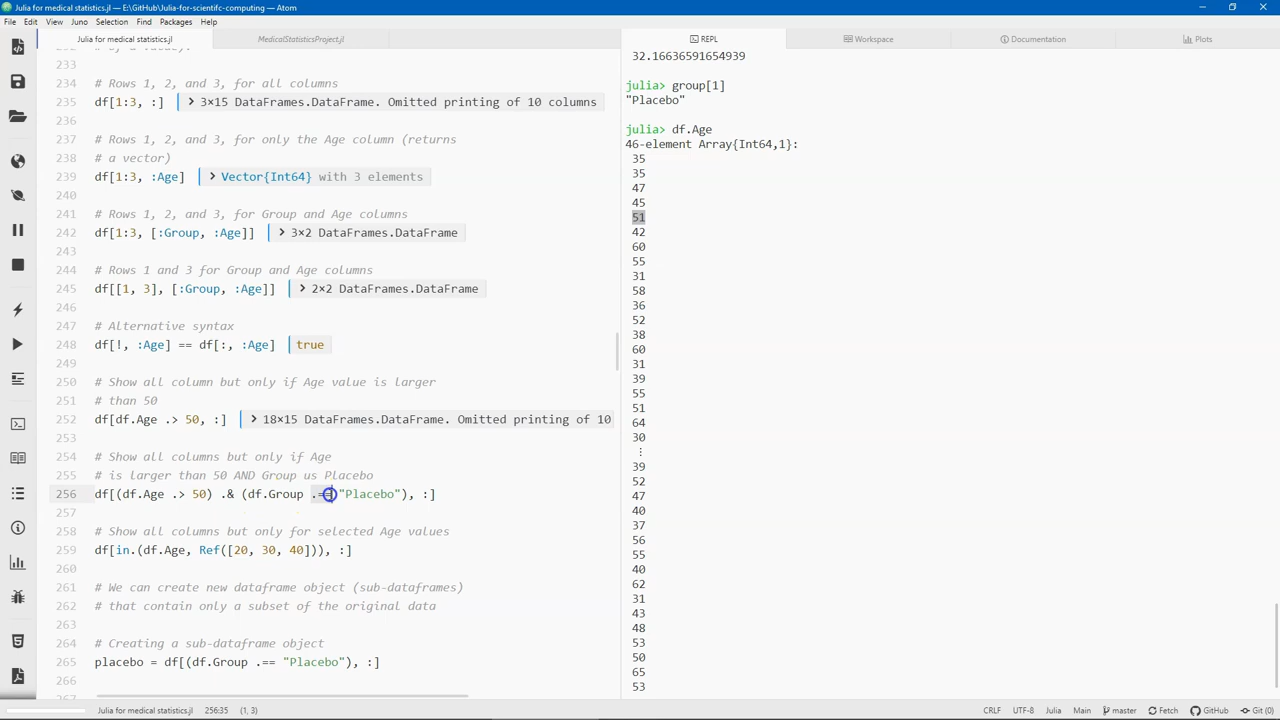 Julia for medical statistics.jl — E:\GitHub\Julia-for-scientifc-computing — Atom
File Edit View Juno Selection Find Packages Help
Julia for medical statistics.jl
MedicalStatisticsProject.jl
233
234 # Rows 1, 2, and 3, for all columns
235 df[1:3, :] > 3×15 DataFrames.DataFrame. Omitted printing of 10 columns
236
237 # Rows 1, 2, and 3, for only the Age column (returns
238 # a vector)
239 df[1:3, :Age] > Vector{Int64} with 3 elements
240
241 # Rows 1, 2, and 3, for Group and Age columns
242 df[1:3, [:Group, :Age]] > 3×2 DataFrames.DataFrame
243
244 # Rows 1 and 3 for Group and Age columns
245 df[[1, 3], [:Group, :Age]] > 2×2 DataFrames.DataFrame
246
247 # Alternative syntax
248 df[!, :Age] == df[:, :Age] true
249
250 # Show all column but only if Age value is larger
251 # than 50
252 df[df.Age .> 50, :] > 18×15 DataFrames.DataFrame. Omitted printing of 10
253
254 # Show all columns but only if Age
255 # is larger than 50 AND Group us Placebo
256 df[(df.Age .> 50) .& (df.Group .== "Placebo"), :]
257
258 # Show all columns but only for selected Age values
259 df[in.(df.Age, Ref([20, 30, 40])), :]
260
261 # We can create new dataframe object (sub-dataframes)
262 # that contain only a subset of the original data
263
264 # Creating a sub-dataframe object
265 placebo = df[(df.Group .== "Placebo"), :]
266
REPL
Workspace
Documentation
Plots
32.16636591654939
julia> group[1]
"Placebo"
julia> df.Age
46-element Array{Int64,1}:
35
35
47
45
51
42
60
55
31
58
36
52
38
60
31
39
55
51
64
30
⋮
39
52
47
40
37
56
55
40
62
31
43
48
53
50
65
53
Julia for medical statistics.jl 256:35 (1, 3)
CRLF UTF-8 Julia Main master Fetch GitHub Git (0)